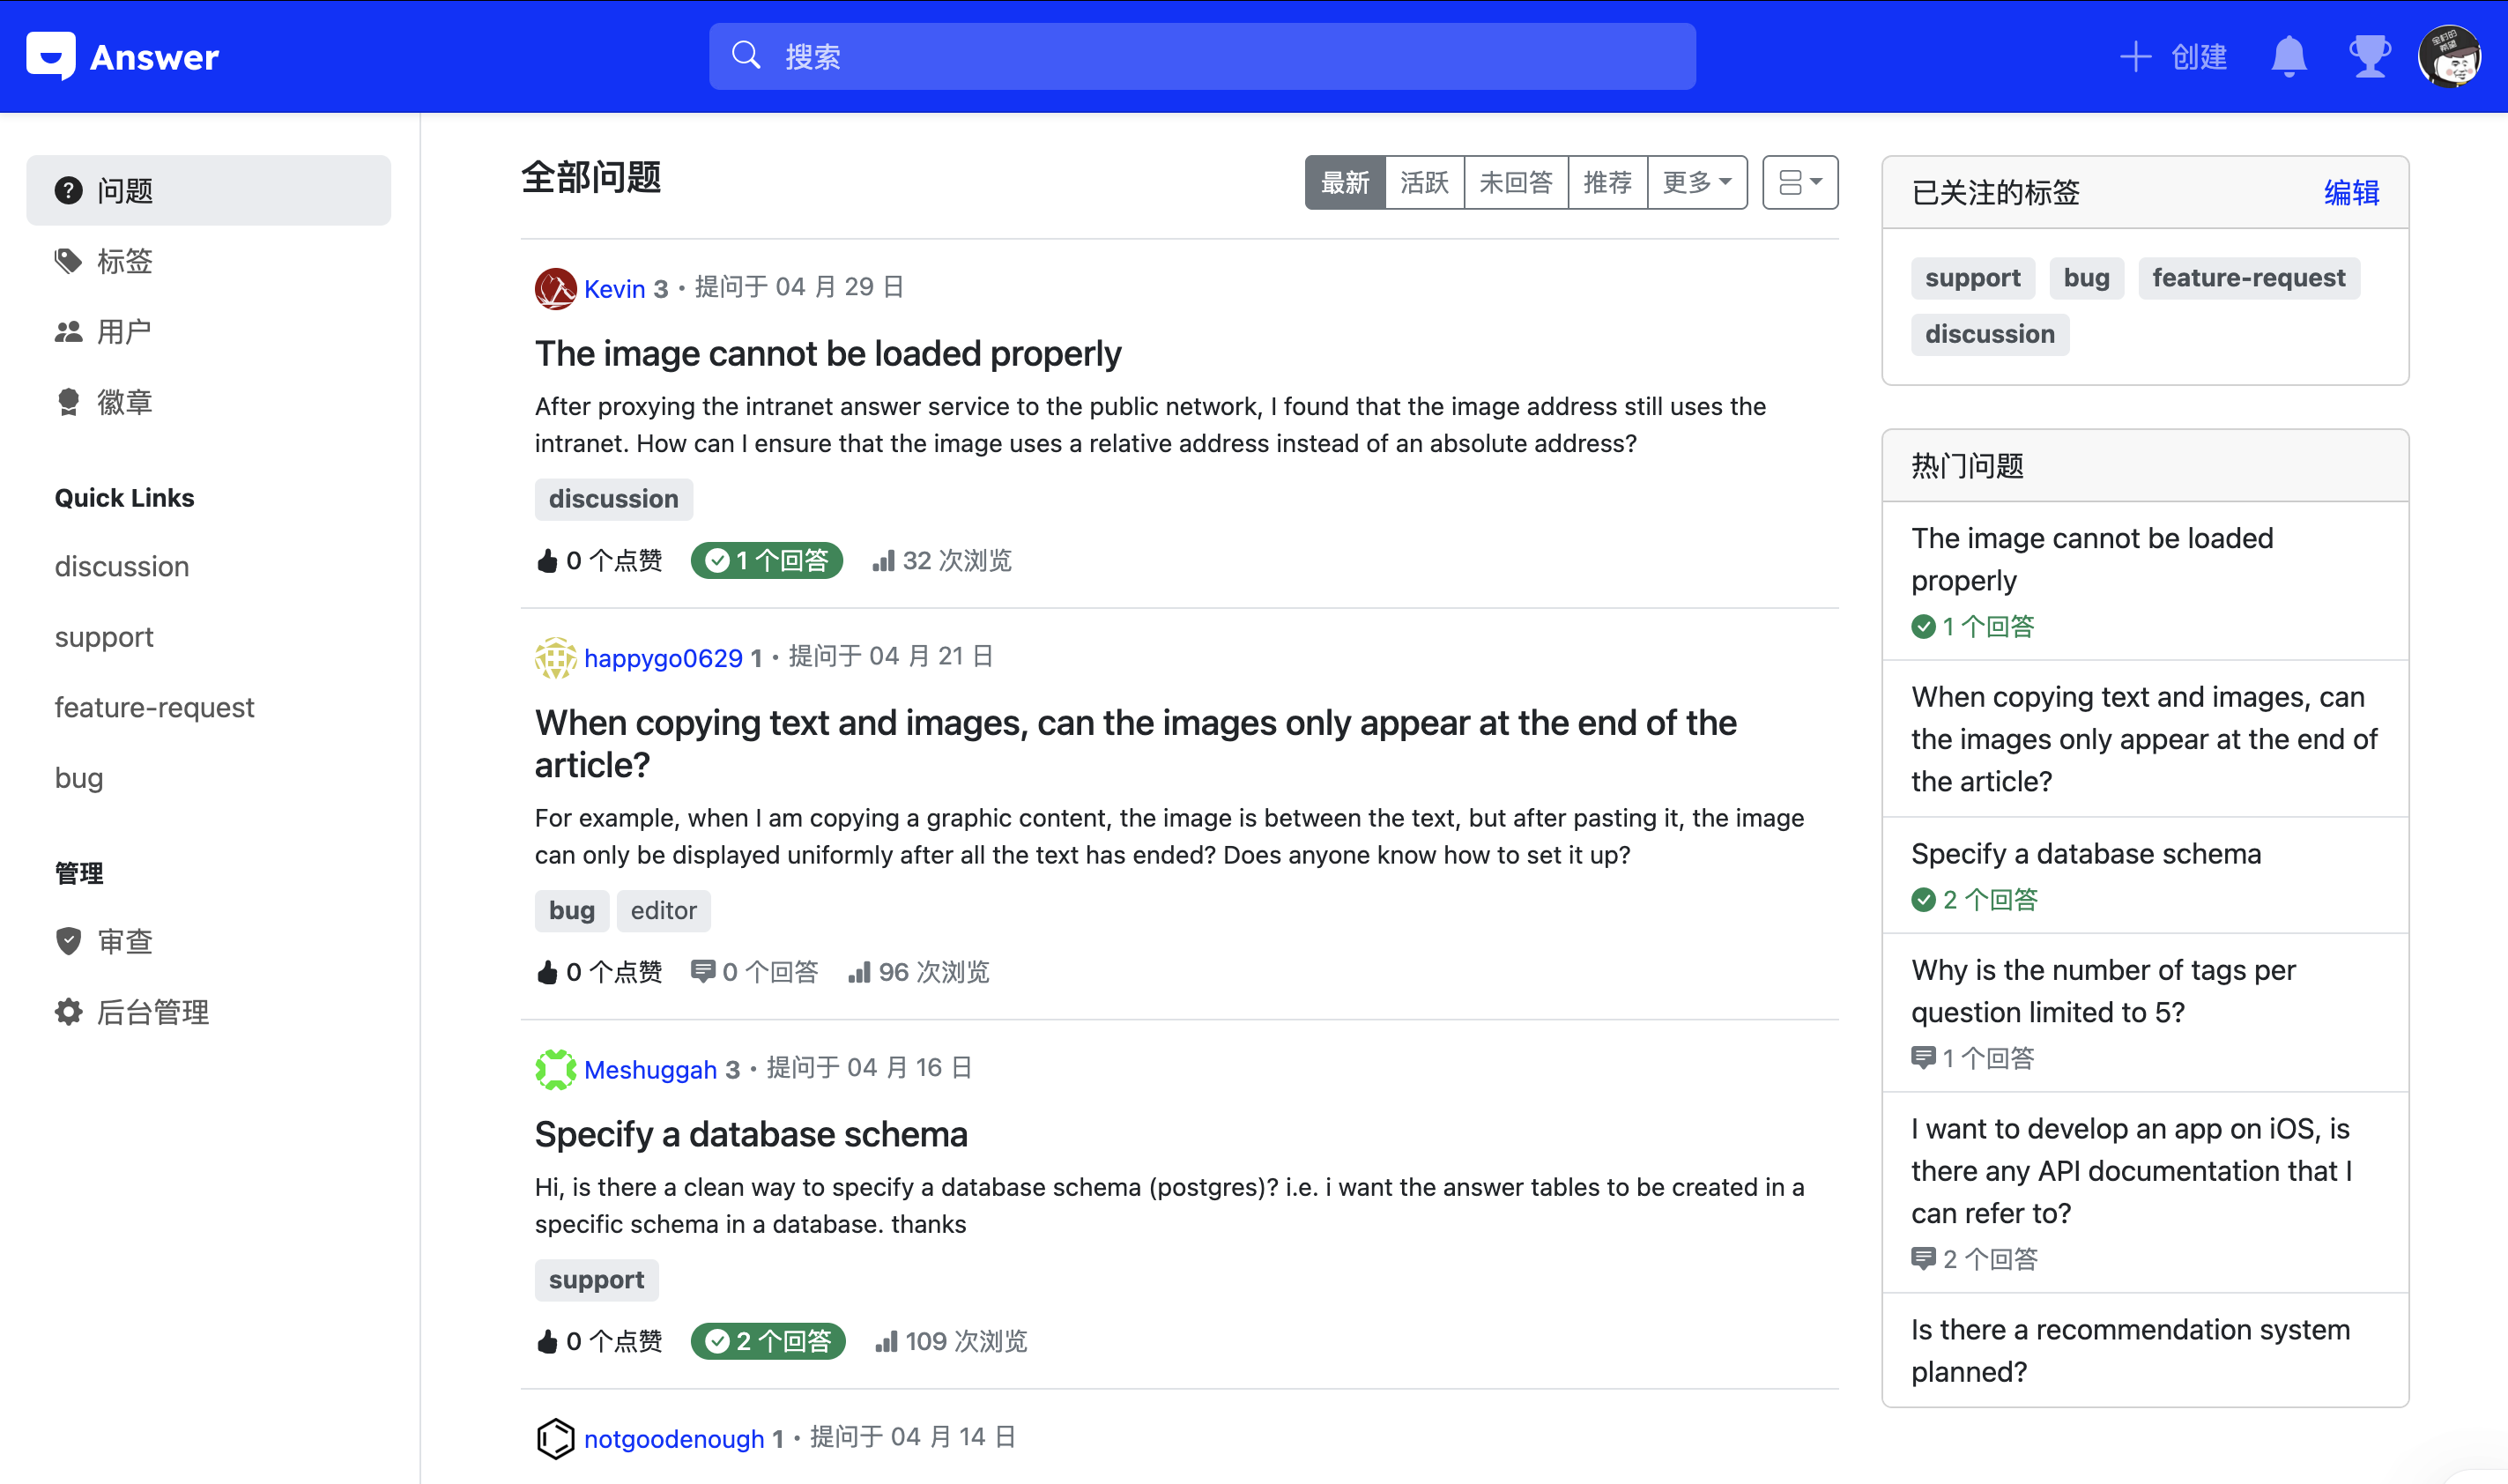 Answer
搜索
创建
问题
标签
用户
徽章
Quick Links
discussion
support
feature-request
bug
管理
审查
后台管理
全部问题
最新 活跃 未回答 推荐 更多
Kevin 3 • 提问于 04 月 29 日
The image cannot be loaded properly
After proxying the intranet answer service to the public network, I found that the image address still uses the
intranet. How can I ensure that the image uses a relative address instead of an absolute address?
discussion
0 个点赞 1 个回答 32 次浏览
happygo0629 1 • 提问于 04 月 21 日
When copying text and images, can the images only appear at the end of the
article?
For example, when I am copying a graphic content, the image is between the text, but after pasting it, the image
can only be displayed uniformly after all the text has ended? Does anyone know how to set it up?
bug editor
0 个点赞 0 个回答 96 次浏览
Meshuggah 3 • 提问于 04 月 16 日
Specify a database schema
Hi, is there a clean way to specify a database schema (postgres)? i.e. i want the answer tables to be created in a
specific schema in a database. thanks
support
0 个点赞 2 个回答 109 次浏览
notgoodenough 1 • 提问于 04 月 14 日
已关注的标签 编辑
support bug feature-request
discussion
热门问题
The image cannot be loaded
properly
1 个回答
When copying text and images, can
the images only appear at the end of
the article?
Specify a database schema
2 个回答
Why is the number of tags per
question limited to 5?
1 个回答
I want to develop an app on iOS, is
there any API documentation that I
can refer to?
2 个回答
Is there a recommendation system
planned?